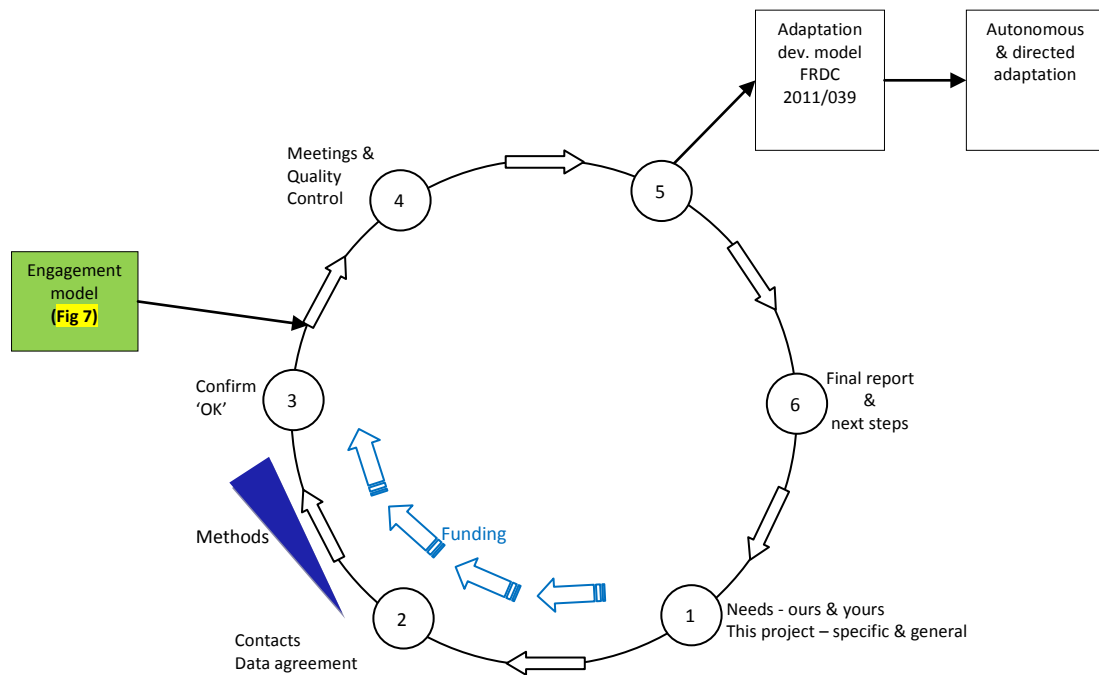 Adaptation
dev. model
FRDC
2011/039
Autonomous
& directed
adaptation
Meetings &
Quality
Control
4
5
Engagement
model
(Fig 7)
Confirm
‘OK’
3
6
Final report
&
next steps
Methods
Funding
2
1
Needs - ours & yours
This project – specific & general
Contacts
Data agreement